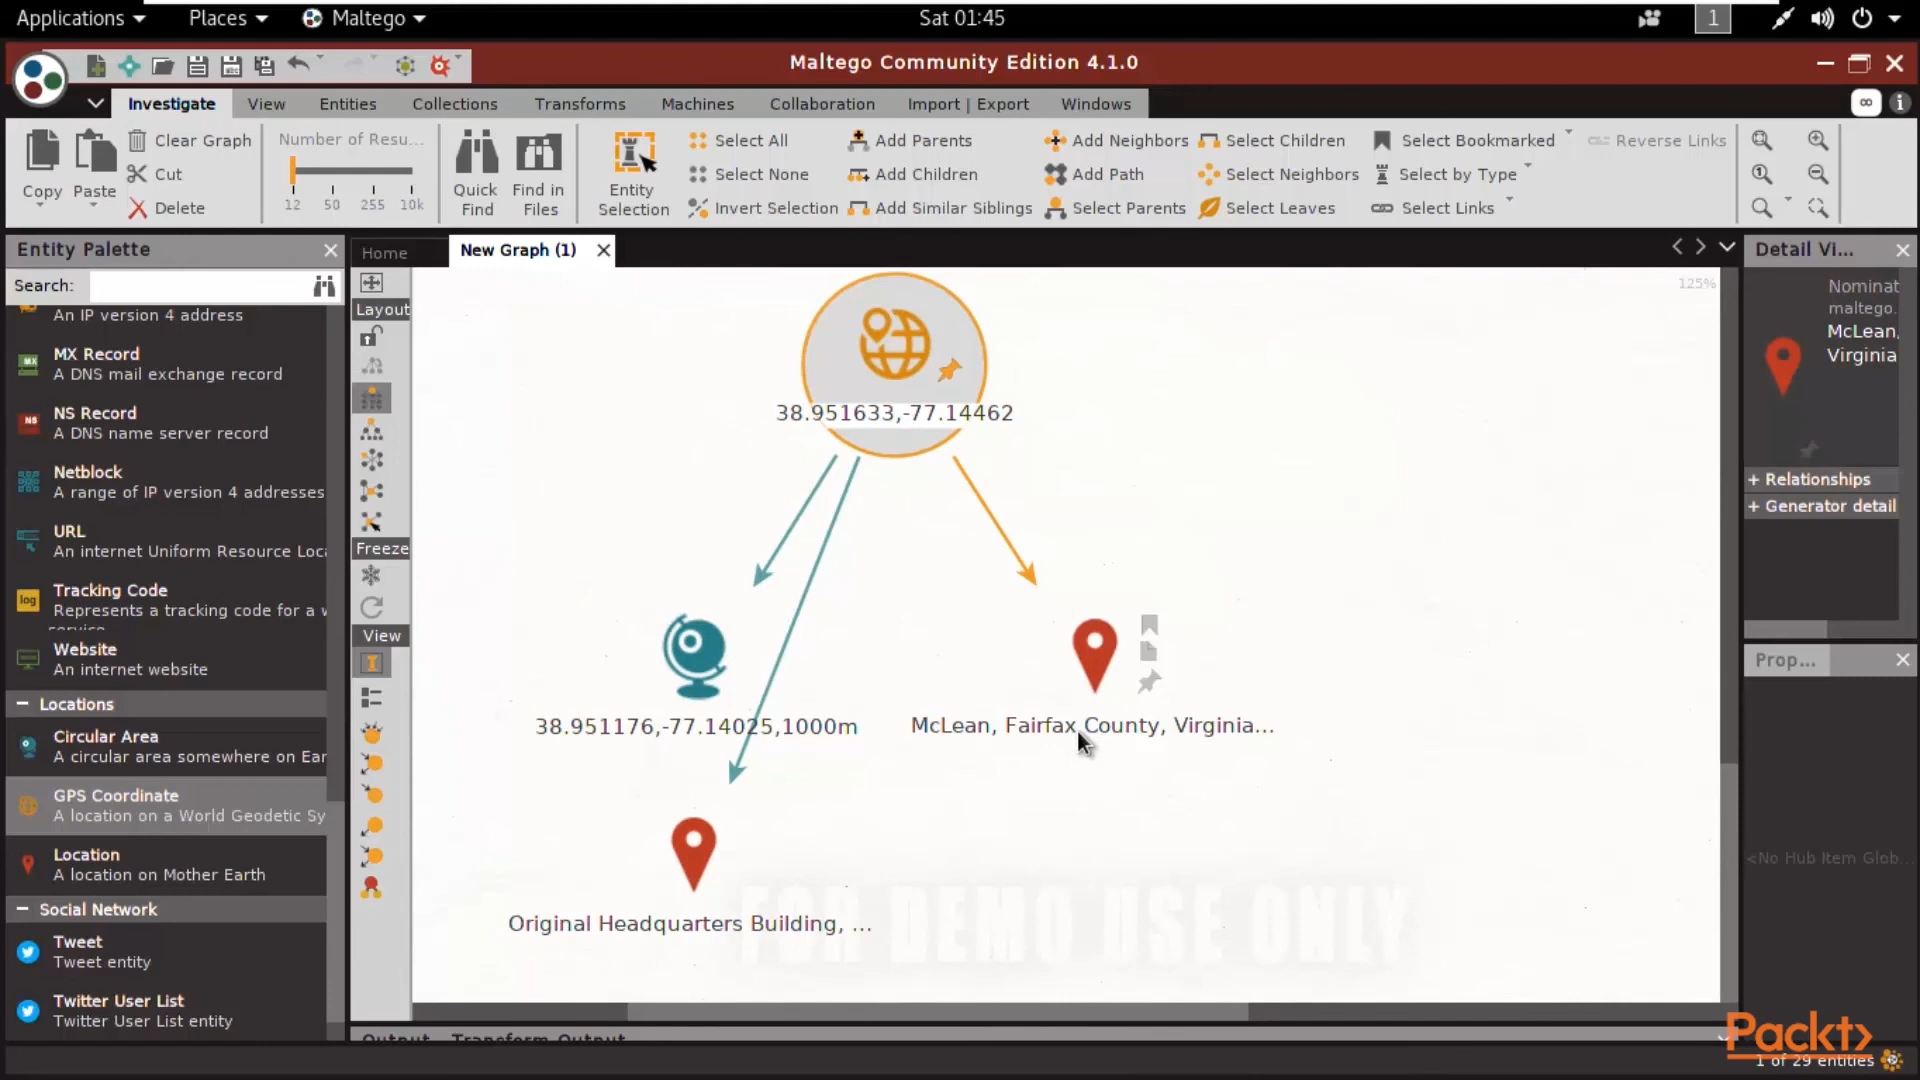 Applications Places Maltego Sat 01:45 1
Maltego Community Edition 4.1.0
Investigate View Entities Collections Transforms Machines Collaboration Import | Export Windows
Copy
Paste
Clear Graph
Cut
Delete
Number of Resu...
12 50 255 10k
Quick
Find
Find in
Files
Entity
Selection
Select All
Select None
Invert Selection
Add Parents
Add Children
Add Similar Siblings
Add Neighbors
Add Path
Select Parents
Select Children
Select Neighbors
Select Leaves
Select Bookmarked
Select by Type
Select Links
Reverse Links
Entity Palette
Search:
An IP version 4 address
MX Record
A DNS mail exchange record
NS Record
A DNS name server record
Netblock
A range of IP version 4 addresses
URL
An internet Uniform Resource Loca
Tracking Code
Represents a tracking code for a w
service
Website
An internet website
Locations
Circular Area
A circular area somewhere on Ear
GPS Coordinate
A location on a World Geodetic Sy
Location
A location on Mother Earth
Social Network
Tweet
Tweet entity
Twitter User List
Twitter User List entity
Home New Graph (1)
Layout
Freeze
View
125%
38.951633,-77.14462
38.951176,-77.14025,1000m
McLean, Fairfax County, Virginia...
Original Headquarters Building, ...
FOR DEMO USE ONLY
Output - Transform Output
Detail Vi...
Nominat
maltego.
McLean,
Virginia
+ Relationships
+ Generator detail
Prop...
<No Hub Item Glob...
Packt>
1 of 29 entities